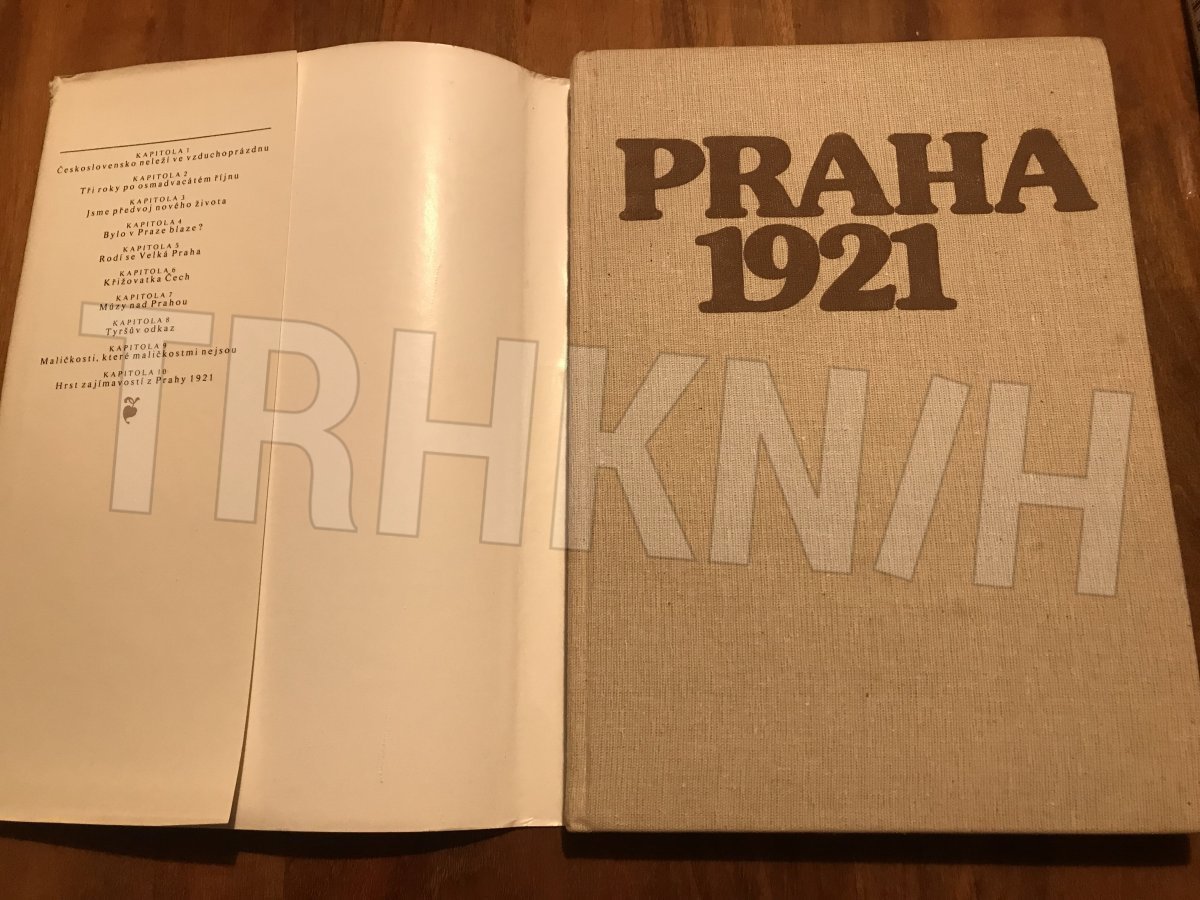 KAPITOLA 1
Československo neleží ve vzduchoprázdnu
KAPITOLA 2
Tři roky po osmadvacátém říjnu
KAPITOLA 3
Jsme předvoj nového života
KAPITOLA 4
Bylo v Praze blaze?
KAPITOLA 5
Rodí se Velká Praha
KAPITOLA 6
Křižovatka Čech
KAPITOLA 7
Múzy nad Prahou
KAPITOLA 8
Tyršův odkaz
KAPITOLA 9
Maličkosti, které maličkostmi nejsou
KAPITOLA 10
Hrst zajímavostí z Prahy 1921
PRAHA
1921
TRHKNIH